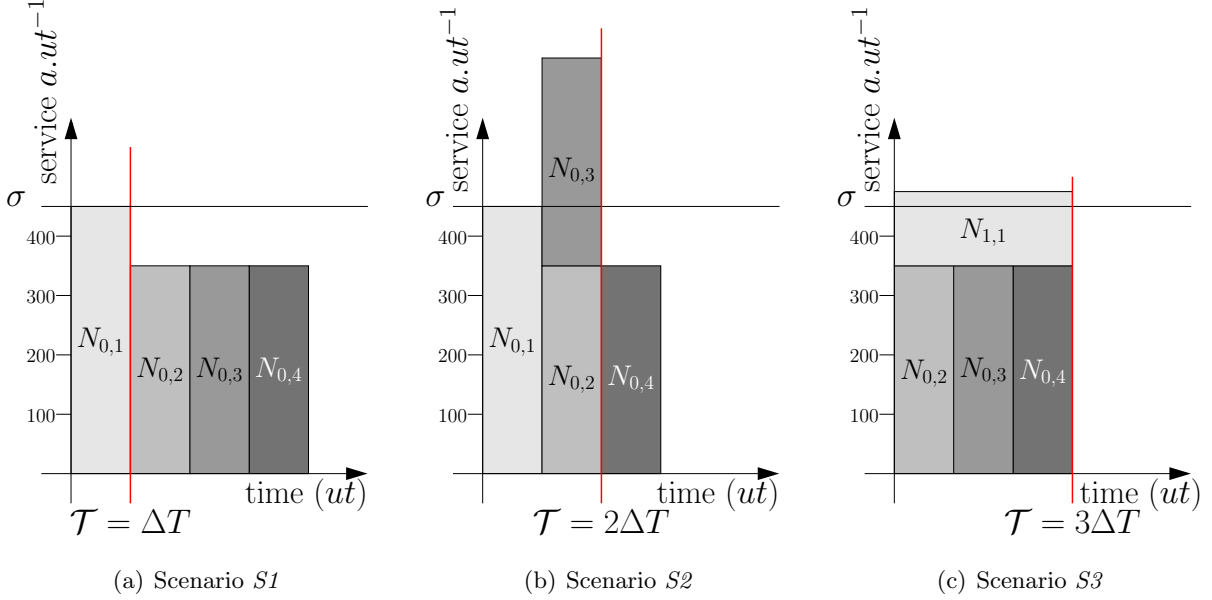 service a.ut⁻¹
σ
400
300
200
100
N₀,₁
N₀,₂
N₀,₃
N₀,₄
time (ut)
𝒯 = ΔT
(a) Scenario S1
service a.ut⁻¹
σ
400
300
200
100
N₀,₃
N₀,₁
N₀,₂
N₀,₄
time (ut)
𝒯 = 2ΔT
(b) Scenario S2
service a.ut⁻¹
σ
400
300
200
100
N₁,₁
N₀,₂
N₀,₃
N₀,₄
time (ut)
𝒯 = 3ΔT
(c) Scenario S3